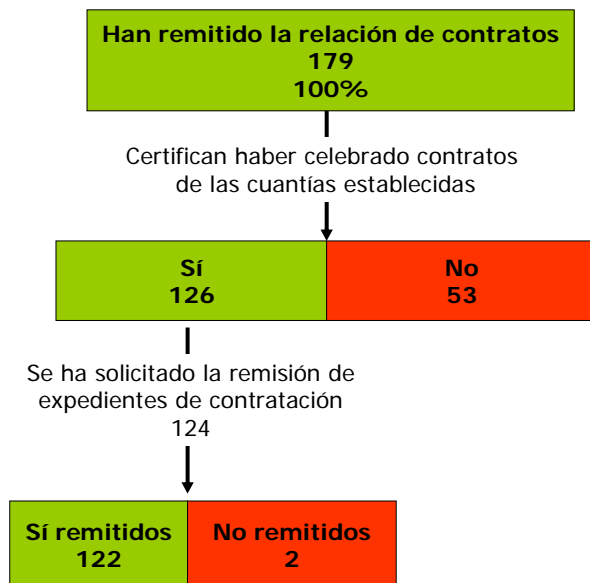 Han remitido la relación de contratos
179
100%
Certifican haber celebrado contratos
de las cuantías establecidas
Sí
126
No
53
Se ha solicitado la remisión de
expedientes de contratación
124
Sí remitidos
122
No remitidos
2